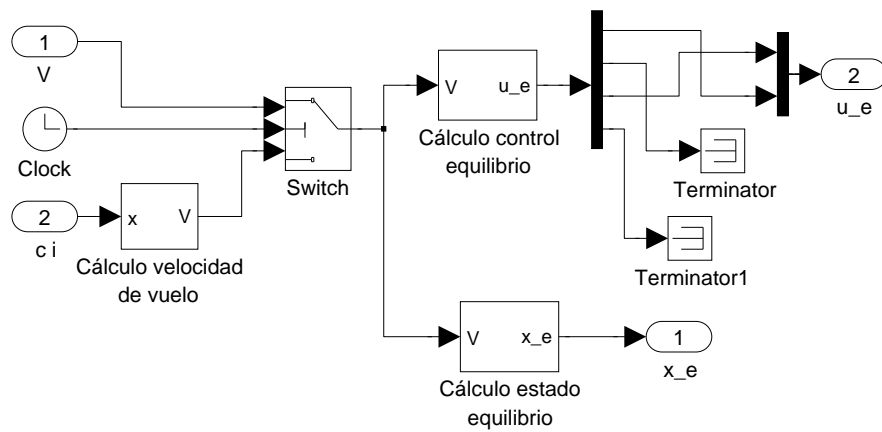 1
V
Clock
2
c i
x
V
Cálculo velocidad
de vuelo
Switch
V
u_e
Cálculo control
equilibrio
Terminator
Terminator1
2
u_e
V
x_e
Cálculo estado
equilibrio
1
x_e